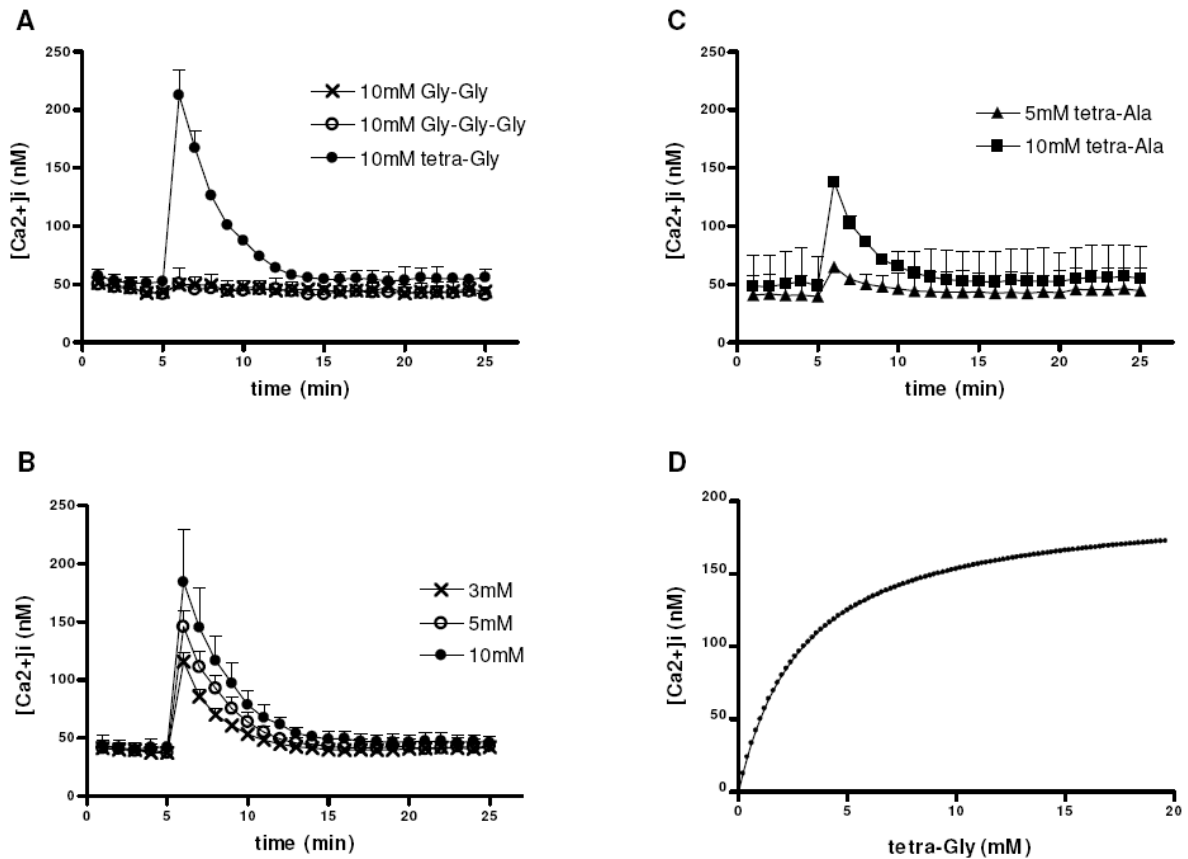 A
[Ca2+]i (nM)
250
200
150
100
50
0
0 5 10 15 20 25
time (min)
10mM Gly-Gly
10mM Gly-Gly-Gly
10mM tetra-Gly
B
[Ca2+]i (nM)
250
200
150
100
50
0
0 5 10 15 20 25
time (min)
3mM
5mM
10mM
C
[Ca2+]i (nM)
250
200
150
100
50
0
0 5 10 15 20 25
time (min)
5mM tetra-Ala
10mM tetra-Ala
D
[Ca2+]i (nM)
200
150
100
50
0
0 5 10 15 20
tetra-Gly (mM)